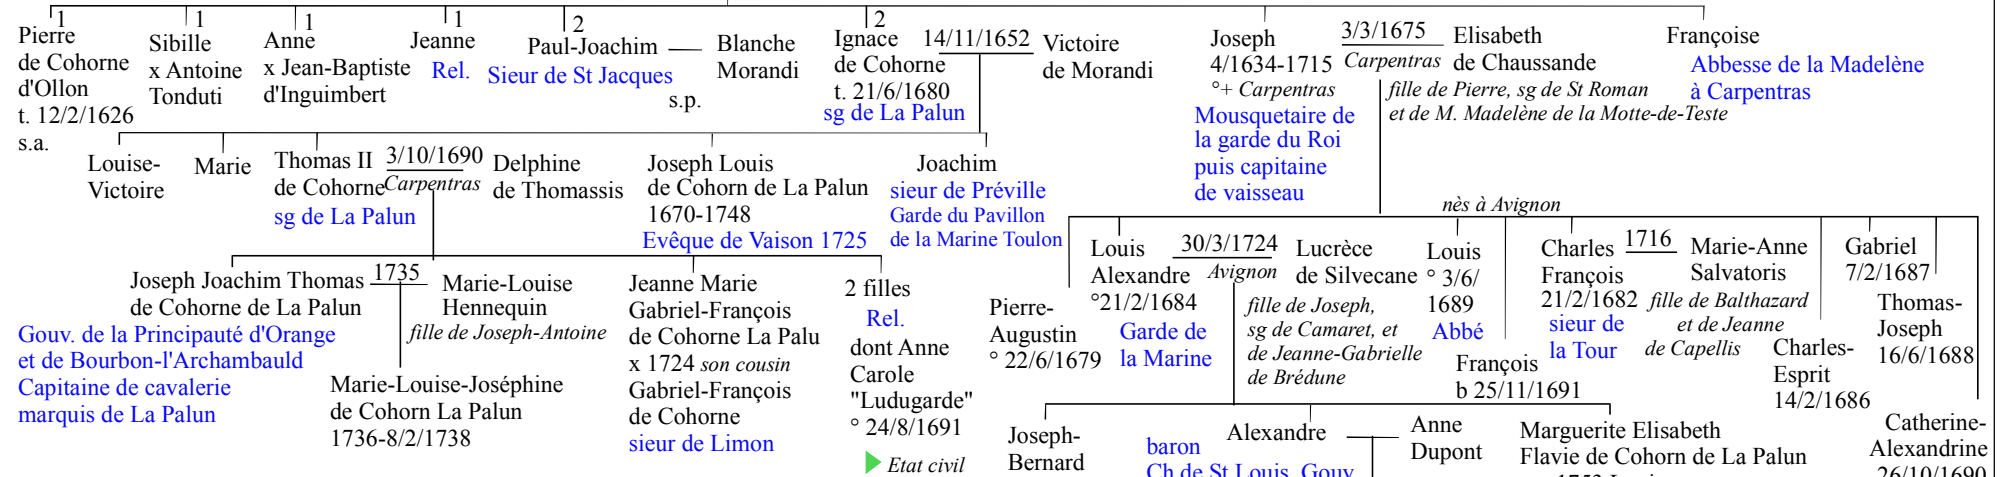 1
Pierre
de Cohorne
d'Ollon
t. 12/2/1626
s.a.
1
Sibille
x Antoine
Tonduti
1
Anne
x Jean-Baptiste
d'Inguimbert
1
Jeanne
Rel.
2
Paul-Joachim
Sieur de St Jacques
Blanche
Morandi
s.p.
2
Ignace
de Cohorne
t. 21/6/1680
sg de La Palun
14/11/1652
Victoire
de Morandi
Joseph
4/1634-1715
°+ Carpentras
Mousquetaire de
la garde du Roi
puis capitaine
de vaisseau
3/3/1675
Carpentras
Elisabeth
de Chaussande
fille de Pierre, sg de St Roman
et de M. Madelène de la Motte-de-Teste
Françoise
Abbesse de la Madelène
à Carpentras
Louise-
Victoire
Marie
Thomas II
de Cohorne
sg de La Palun
3/10/1690
Carpentras
Delphine
de Thomassis
Joseph Louis
de Cohorn de La Palun
1670-1748
Evêque de Vaison 1725
Joachim
sieur de Préville
Garde du Pavillon
de la Marine Toulon
nès à Avignon
Joseph Joachim Thomas
de Cohorne de La Palun
Gouv. de la Principauté d'Orange
et de Bourbon-l'Archambauld
Capitaine de cavalerie
marquis de La Palun
1735
Marie-Louise
Hennequin
fille de Joseph-Antoine
Marie-Louise-Joséphine
de Cohorn La Palun
1736-8/2/1738
Jeanne Marie
Gabriel-François
de Cohorne La Palu
x 1724 son cousin
Gabriel-François
de Cohorne
sieur de Limon
2 filles
Rel.
dont Anne
Carole
"Ludugarde"
° 24/8/1691
Etat civil
Pierre-
Augustin
° 22/6/1679
Louis
Alexandre
°21/2/1684
Garde de
la Marine
30/3/1724
Avignon
Lucrèce
de Silvecane
fille de Joseph,
sg de Camaret, et
de Jeanne-Gabrielle
de Brédune
Louis
° 3/6/
1689
Abbé
François
b 25/11/1691
Charles
François
21/2/1682
sieur de
la Tour
1716
Marie-Anne
Salvatoris
fille de Balthazard
et de Jeanne
de Capellis
Charles-
Esprit
14/2/1686
Gabriel
7/2/1687
Thomas-
Joseph
16/6/1688
Catherine-
Alexandrine
26/10/1690
Joseph-
Bernard
baron
Ch de St Louis, Gouv
Alexandre
Anne
Dupont
Marguerite Elisabeth
Flavie de Cohorn de La Palun